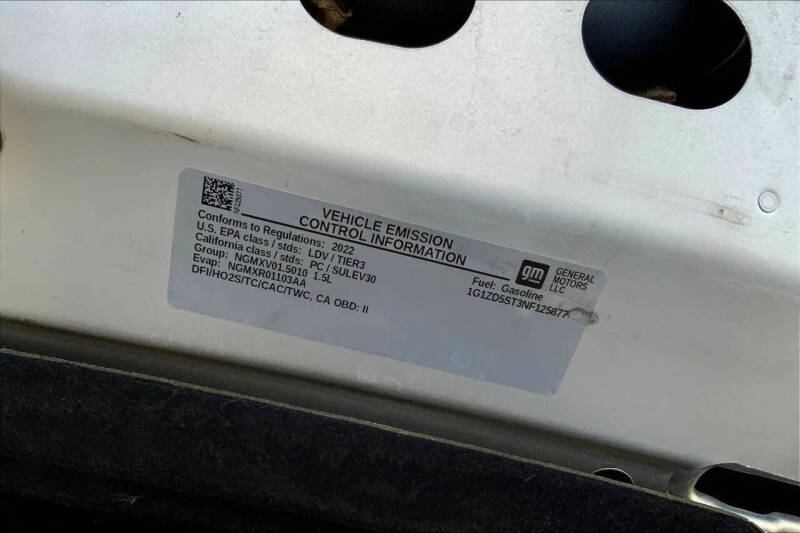 NF125877
VEHICLE EMISSION
CONTROL INFORMATION
Conforms to Regulations: 2022
U.S. EPA class / stds: LDV / TIER3
California class / stds: PC / SULEV30
Group: NGMXV01.5010 1.5L
Evap: NGMXR01103AA
DFI/HO2S/TC/CAC/TWC, CA OBD: II
gm
GENERAL
MOTORS
LLC
Fuel: Gasoline
1G1ZD5ST3NF125877